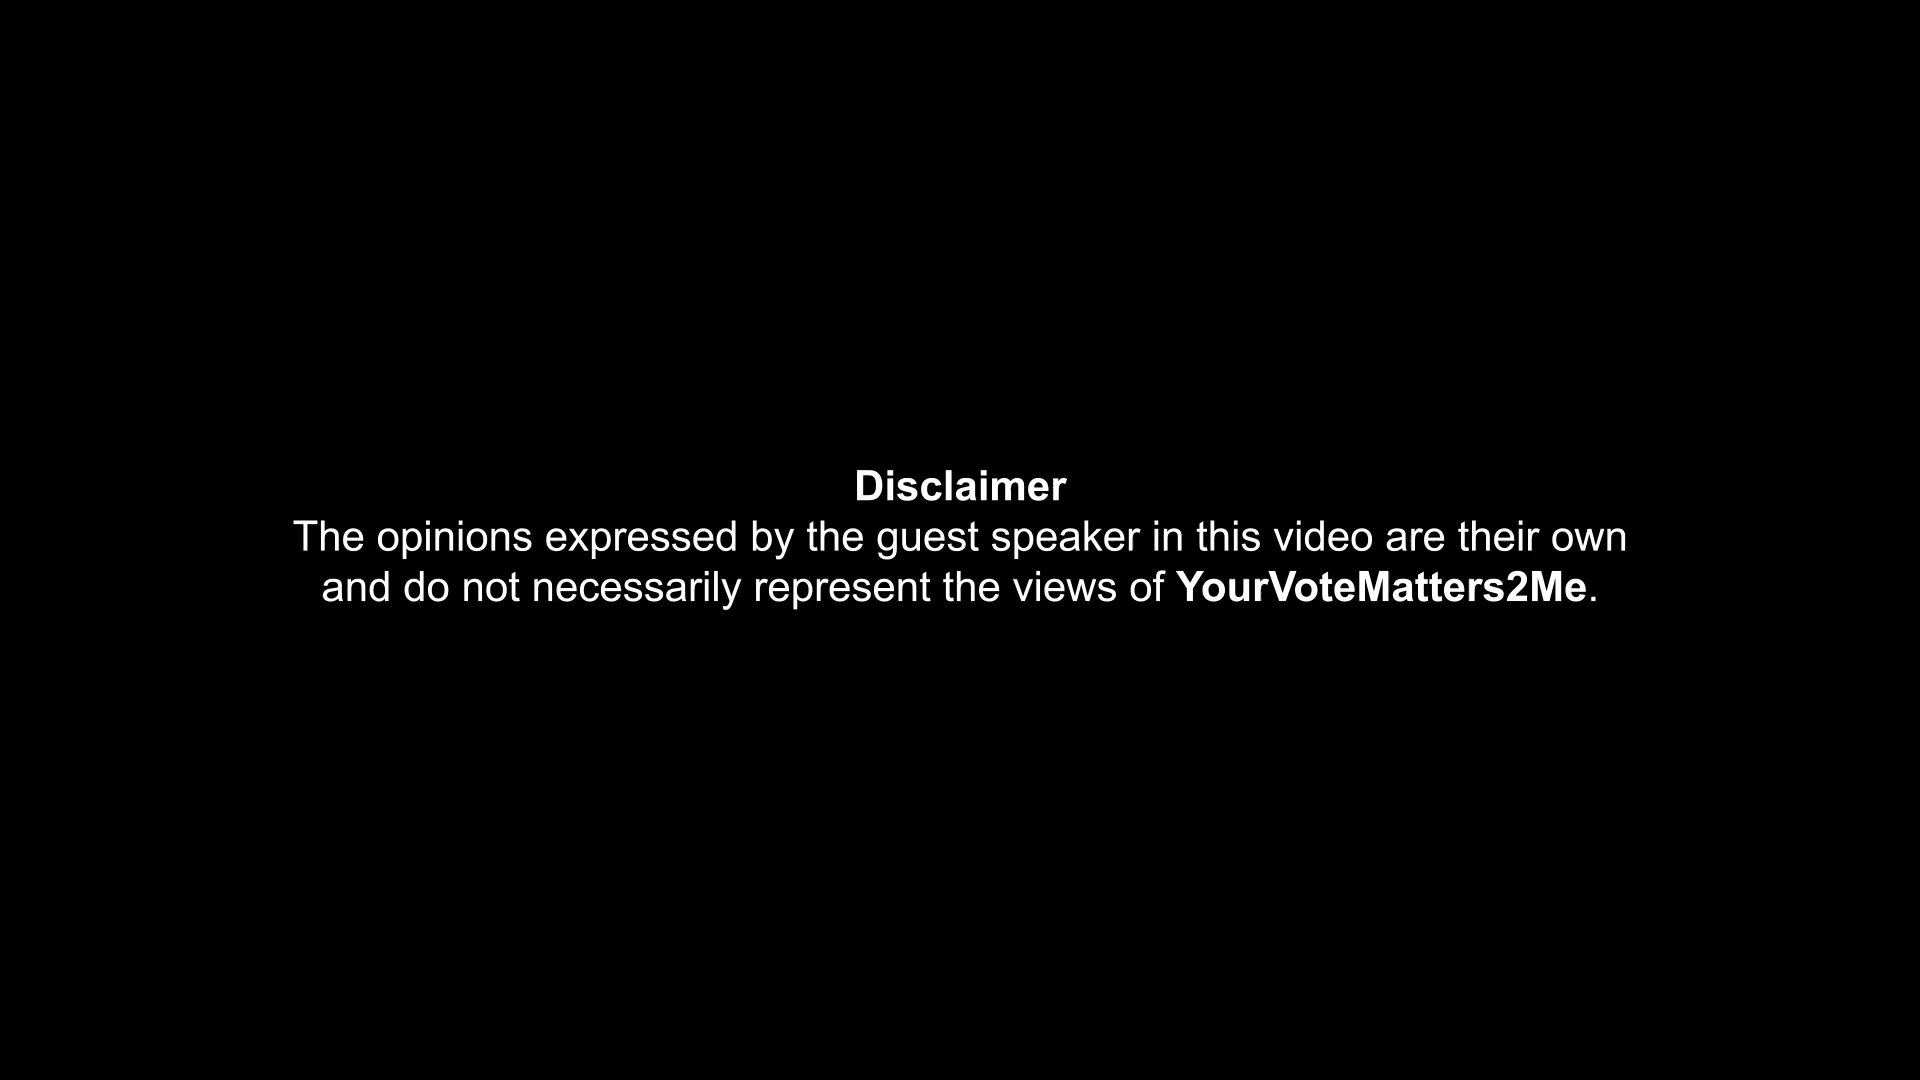 Disclaimer
The opinions expressed by the guest speaker in this video are their own
and do not necessarily represent the views of YourVoteMatters2Me.